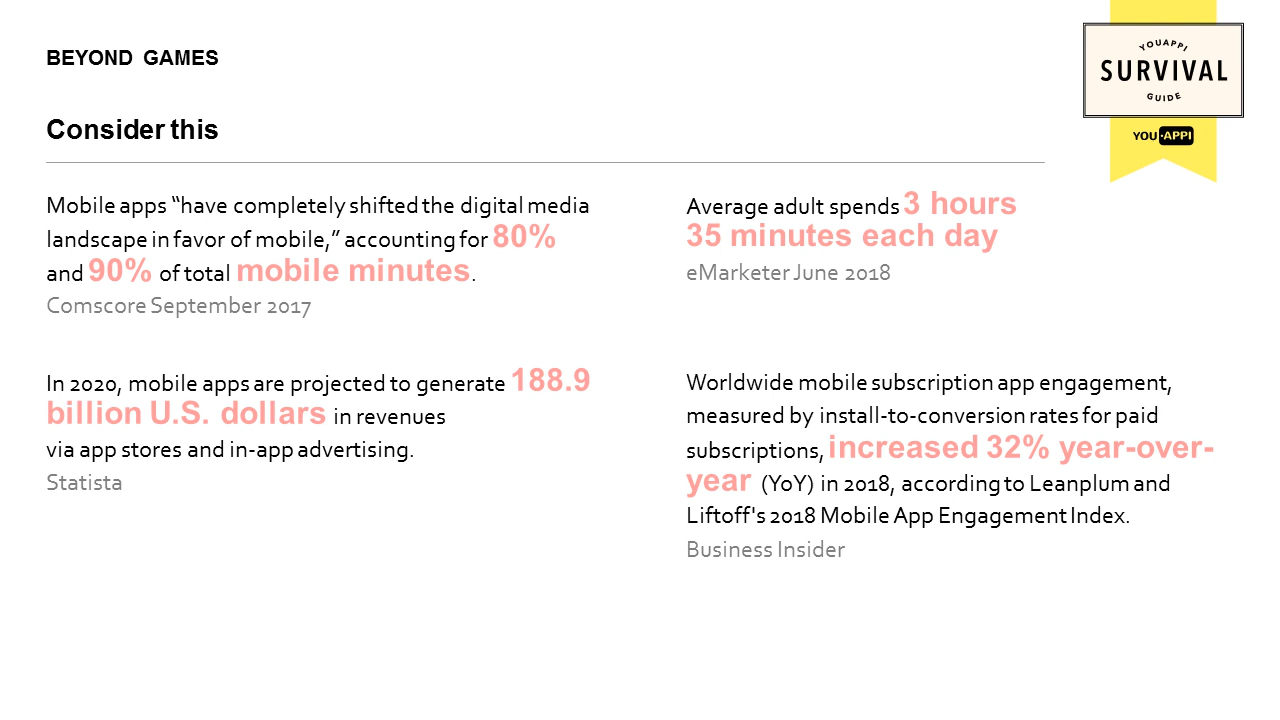 BEYOND GAMES
YOUAPPI
SURVIVAL
GUIDE
YOU•APPI
Consider this
Mobile apps “have completely shifted the digital media
landscape in favor of mobile,” accounting for 80%
and 90% of total mobile minutes.
Comscore September 2017
Average adult spends 3 hours
35 minutes each day
eMarketer June 2018
In 2020, mobile apps are projected to generate 188.9
billion U.S. dollars in revenues
via app stores and in-app advertising.
Statista
Worldwide mobile subscription app engagement,
measured by install-to-conversion rates for paid
subscriptions, increased 32% year-over-
year (YoY) in 2018, according to Leanplum and
Liftoff's 2018 Mobile App Engagement Index.
Business Insider